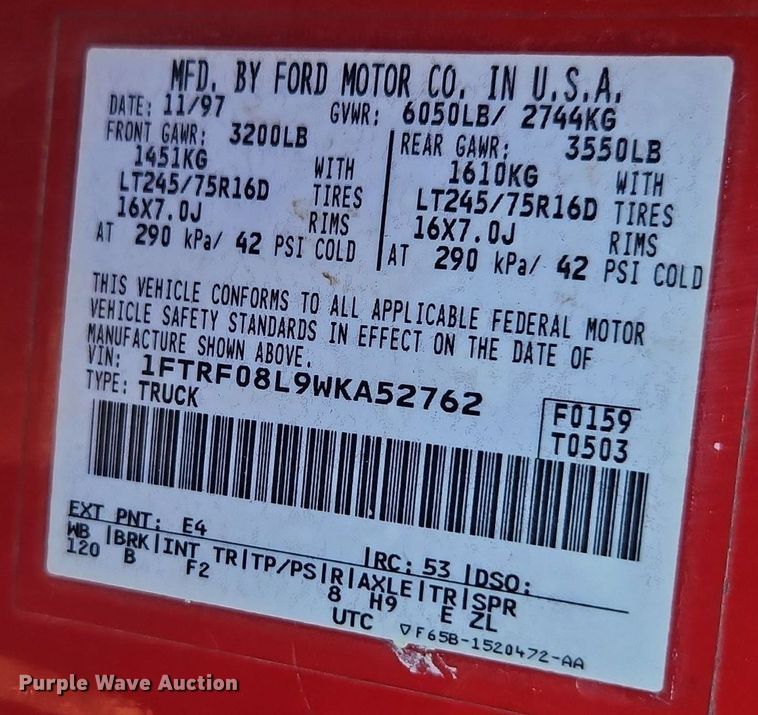 MFD. BY FORD MOTOR CO. IN U.S.A.
DATE: 11/97 GVWR: 6050LB/ 2744KG
FRONT GAWR: 3200LB
1451KG WITH
LT245/75R16D TIRES
16X7.0J RIMS
AT 290 kPa/ 42 PSI COLD
REAR GAWR: 3550LB
1610KG WITH
LT245/75R16D TIRES
16X7.0J RIMS
AT 290 kPa/ 42 PSI COLD
THIS VEHICLE CONFORMS TO ALL APPLICABLE FEDERAL MOTOR
VEHICLE SAFETY STANDARDS IN EFFECT ON THE DATE OF
MANUFACTURE SHOWN ABOVE.
VIN: 1FTRF08L9WKA52762
TYPE: TRUCK
F0159
T0503
EXT PNT: E4 |RC: 53 |DSO:
WB |BRK|INT TR|TP/PS|R|AXLE|TR|SPR
120 B F2 8 H9 E ZL
UTC ▽F65B-1520472-AA
Purple Wave Auction